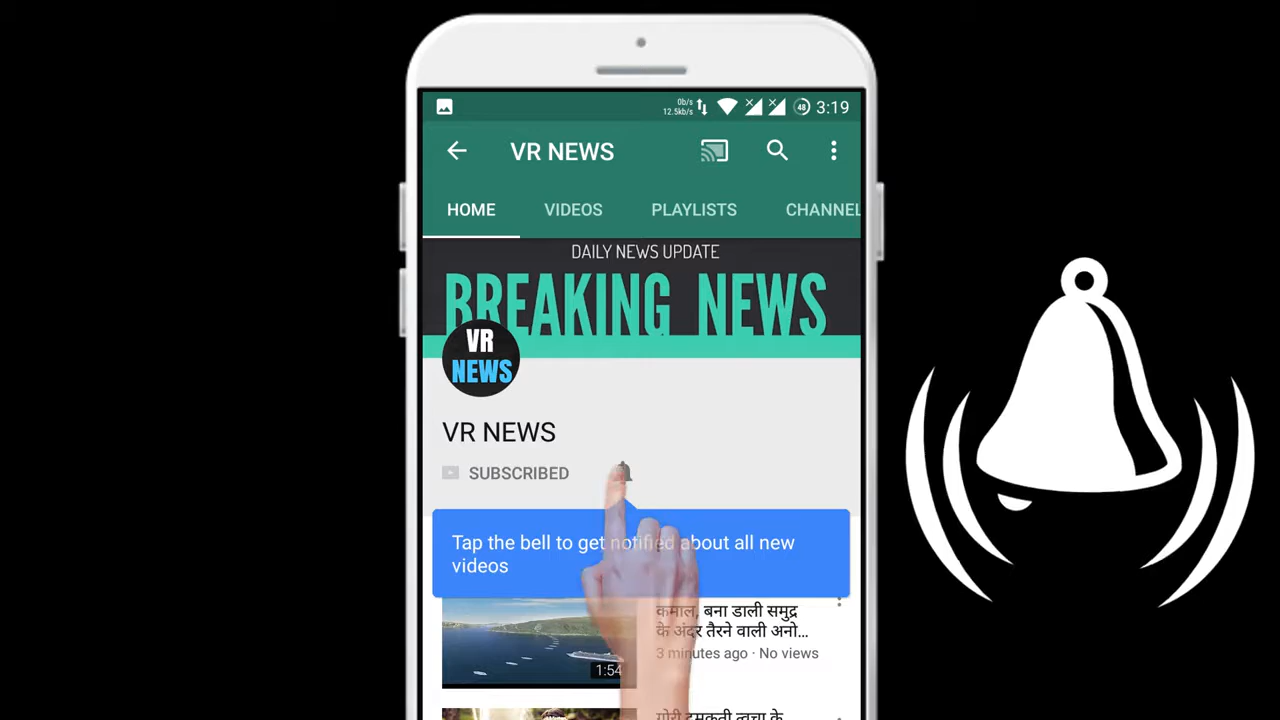 0b/s
12.5kb/s
48
3:19
VR NEWS
HOME
VIDEOS
PLAYLISTS
CHANNEL
DAILY NEWS UPDATE
BREAKING NEWS
VR
NEWS
VR NEWS
SUBSCRIBED
Tap the bell to get notified about all new
videos
कमाल, बना डाली समुद्र
के अंदर तैरने वाली अनो...
3 minutes ago · No views
1:54